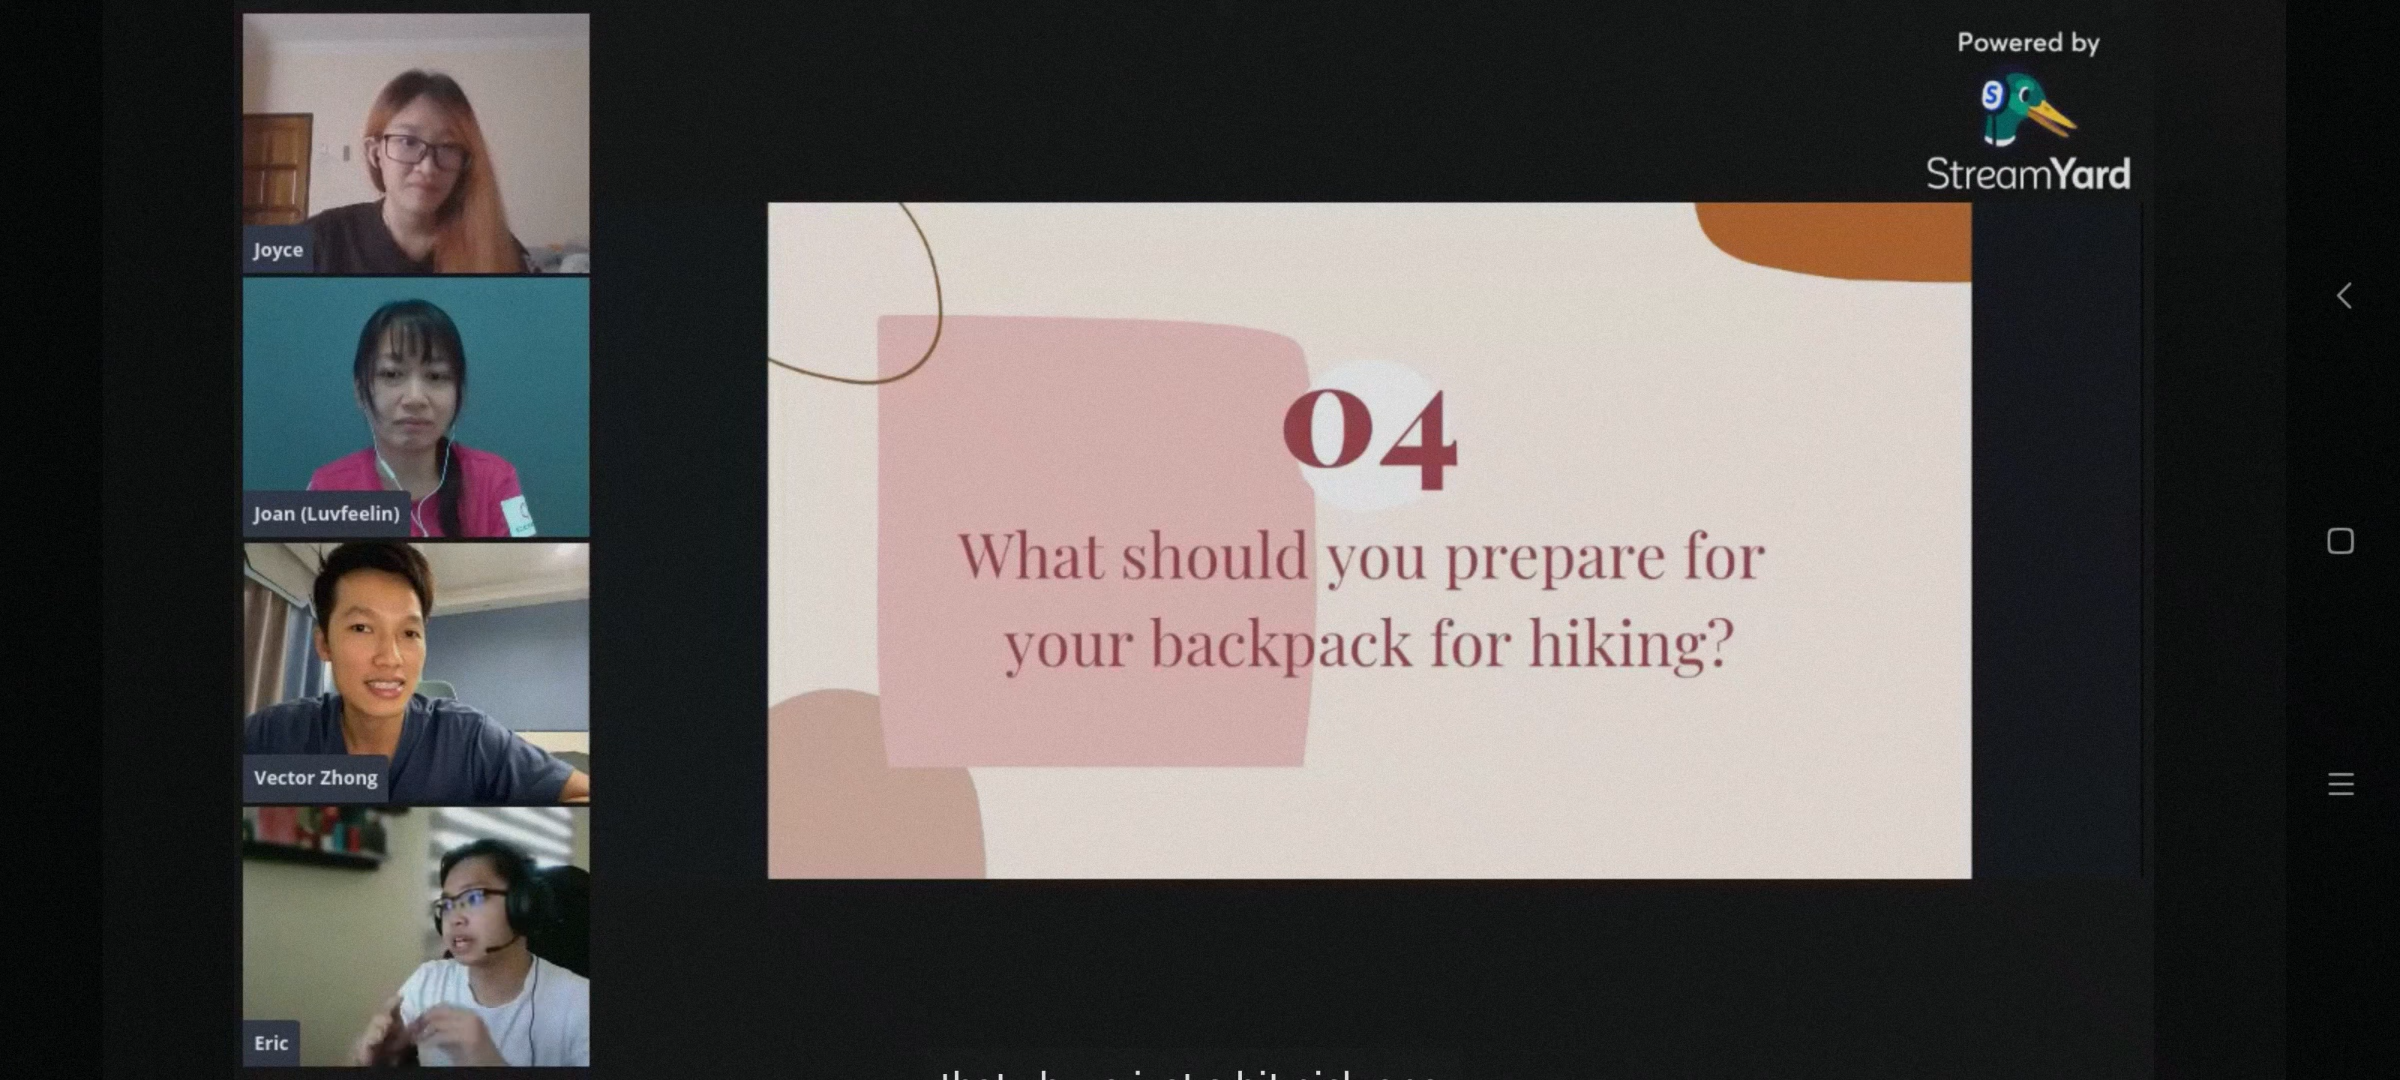 Joyce
Joan (Luvfeelin)
Vector Zhong
Eric
Powered by
S
StreamYard
04
What should you prepare for
your backpack for hiking?